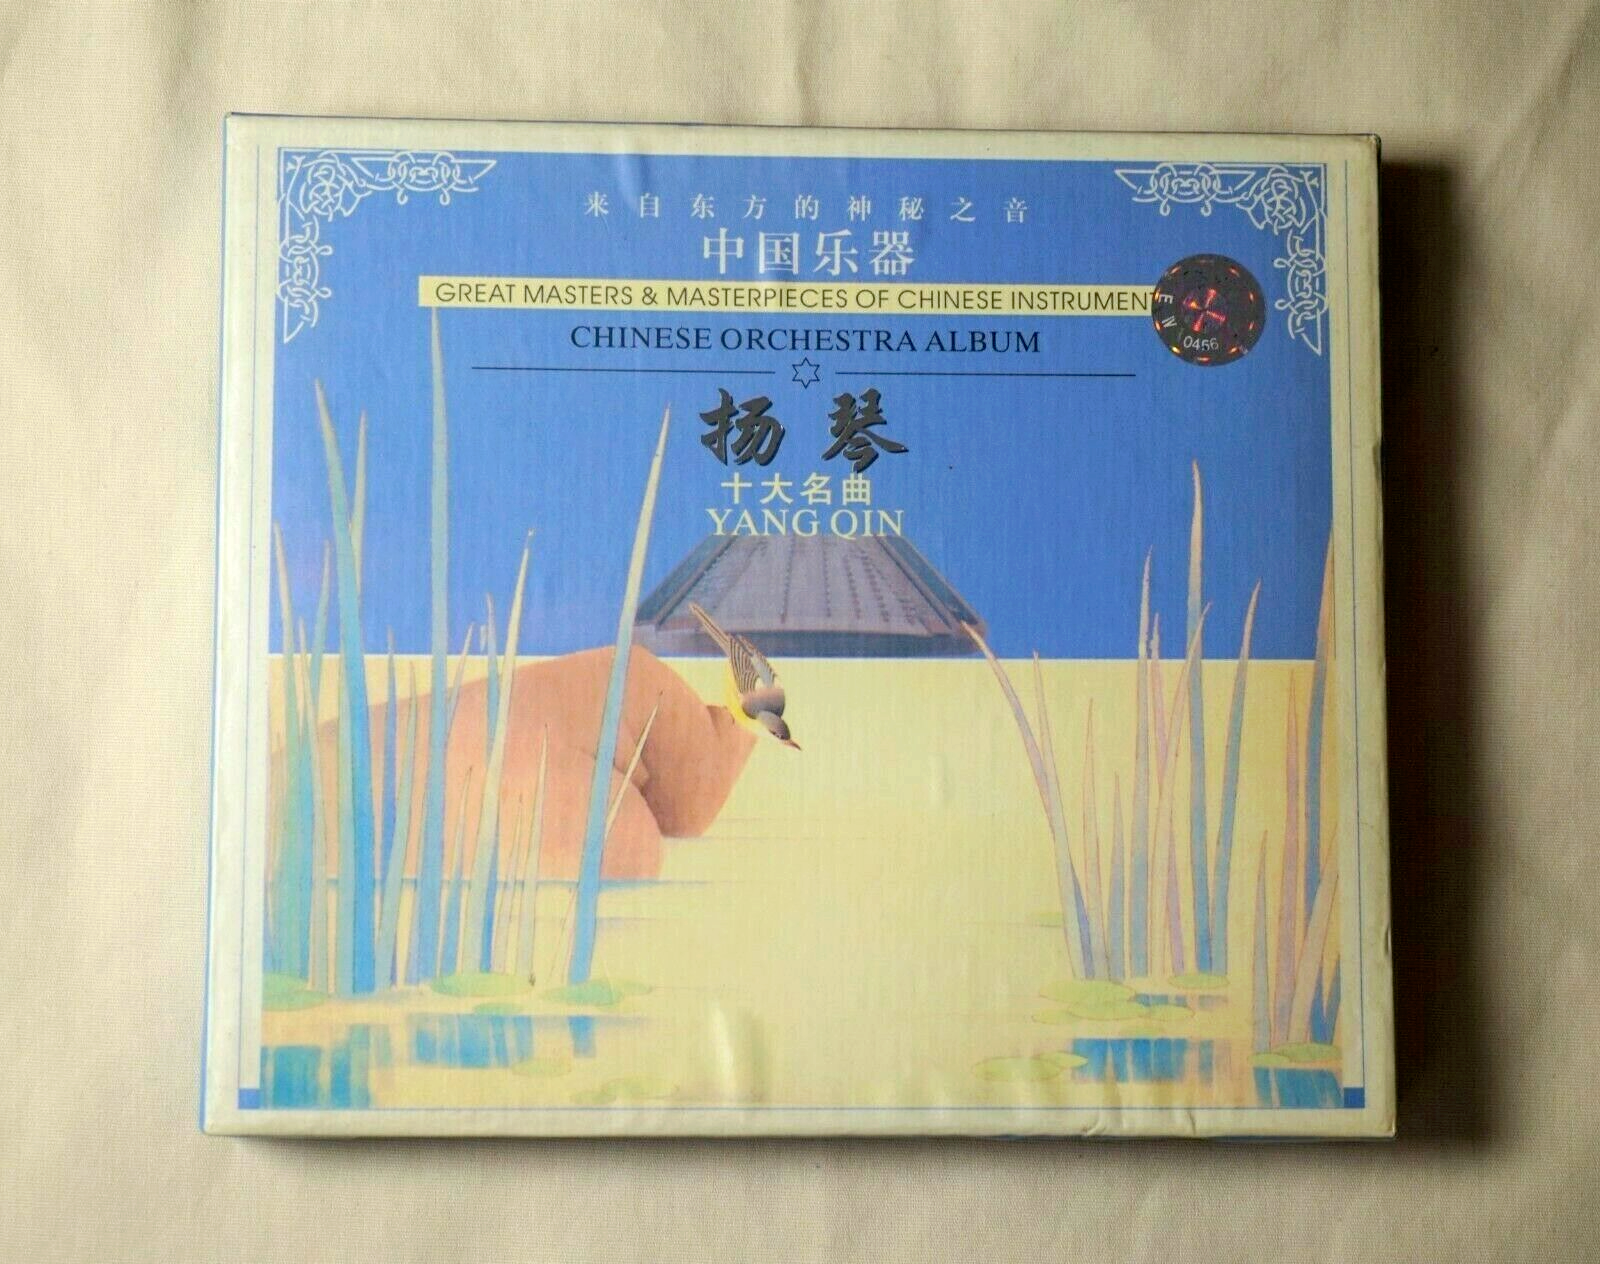 来自东方的神秘之音
中国乐器
GREAT MASTERS & MASTERPIECES OF CHINESE INSTRUMENT
CHINESE ORCHESTRA ALBUM
扬琴
十大名曲
YANG QIN
10456